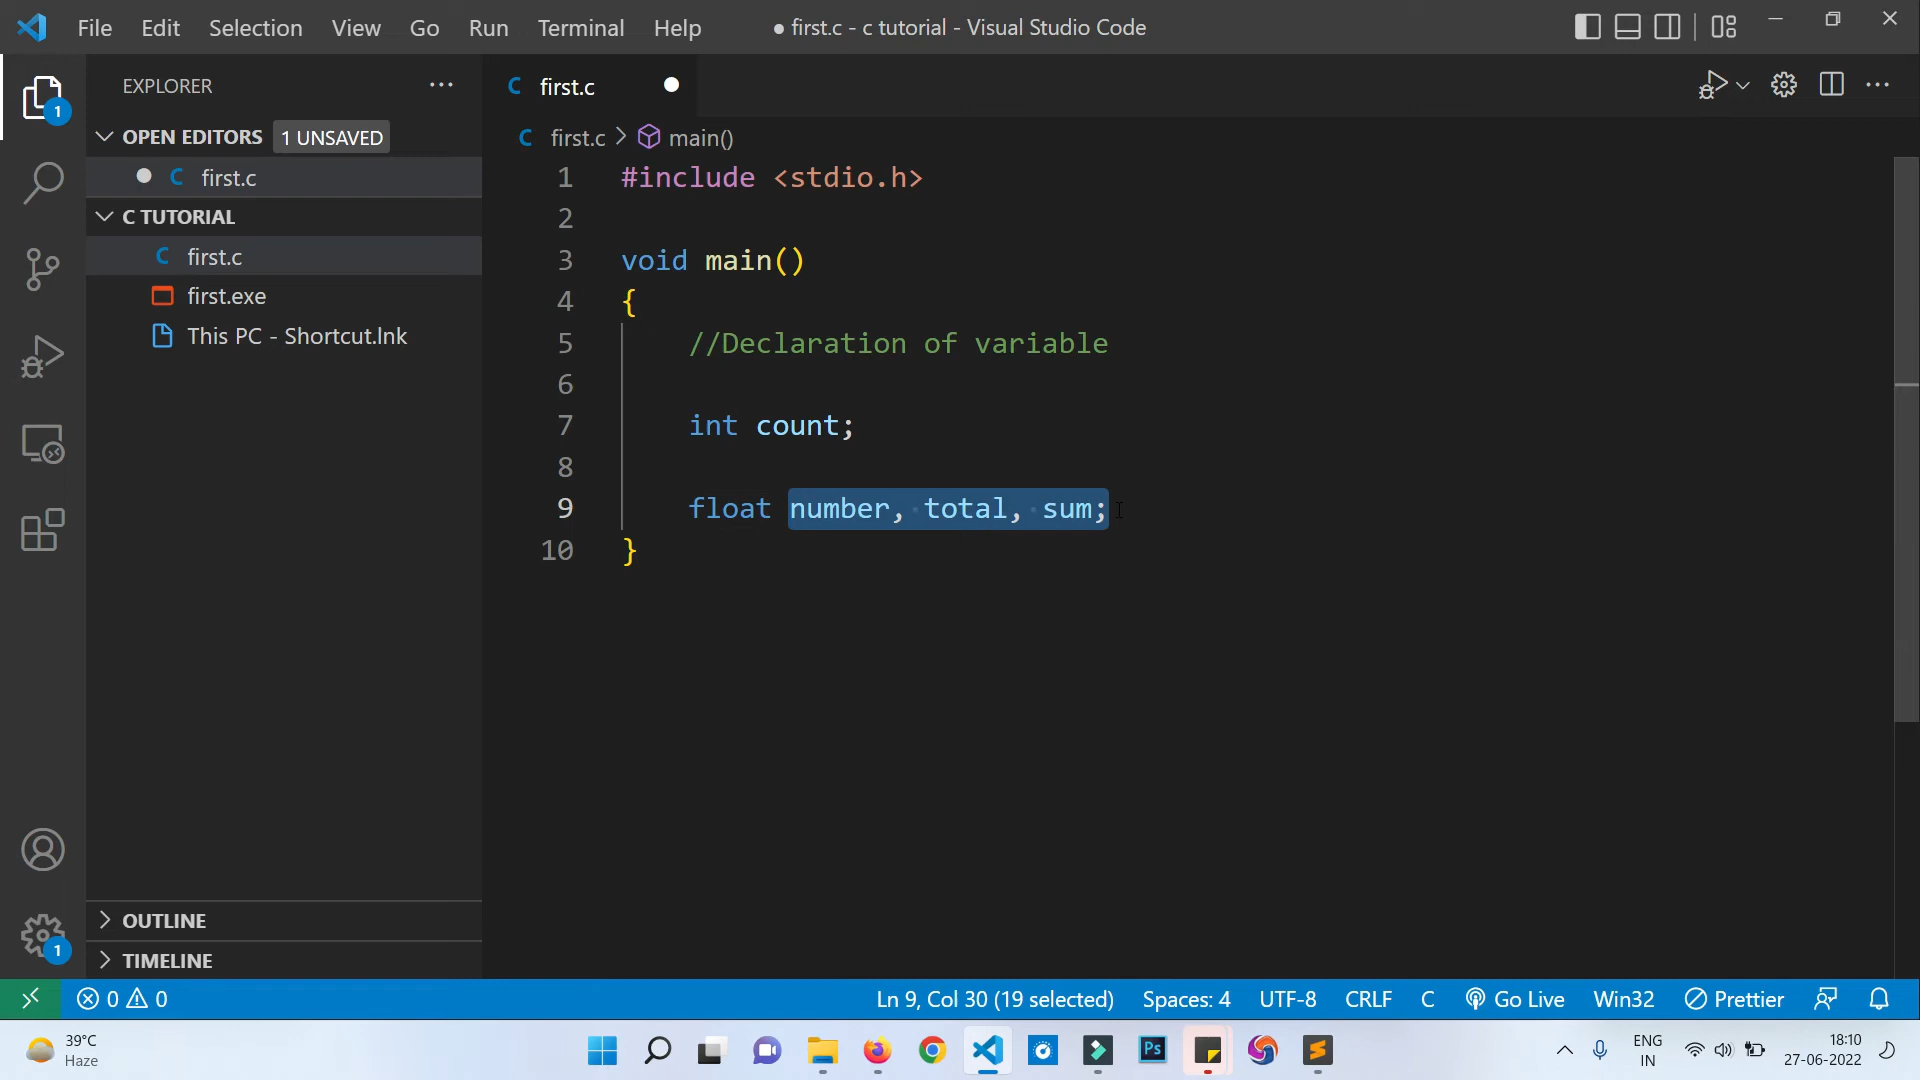 File Edit Selection View Go Run Terminal Help ● first.c - c tutorial - Visual Studio Code
EXPLORER ···
first.c
1
OPEN EDITORS 1 UNSAVED
first.c > main()
first.c
1 #include <stdio.h>
2
C TUTORIAL
first.c
3 void main()
first.exe
4 {
This PC - Shortcut.lnk
5 //Declaration of variable
6
7 int count;
8
9 float number, total, sum;
10 }
OUTLINE
1
TIMELINE
0 0 Ln 9, Col 30 (19 selected) Spaces: 4 UTF-8 CRLF C Go Live Win32 Prettier
39°C
Haze
Ps
ENG
IN
18:10
27-06-2022